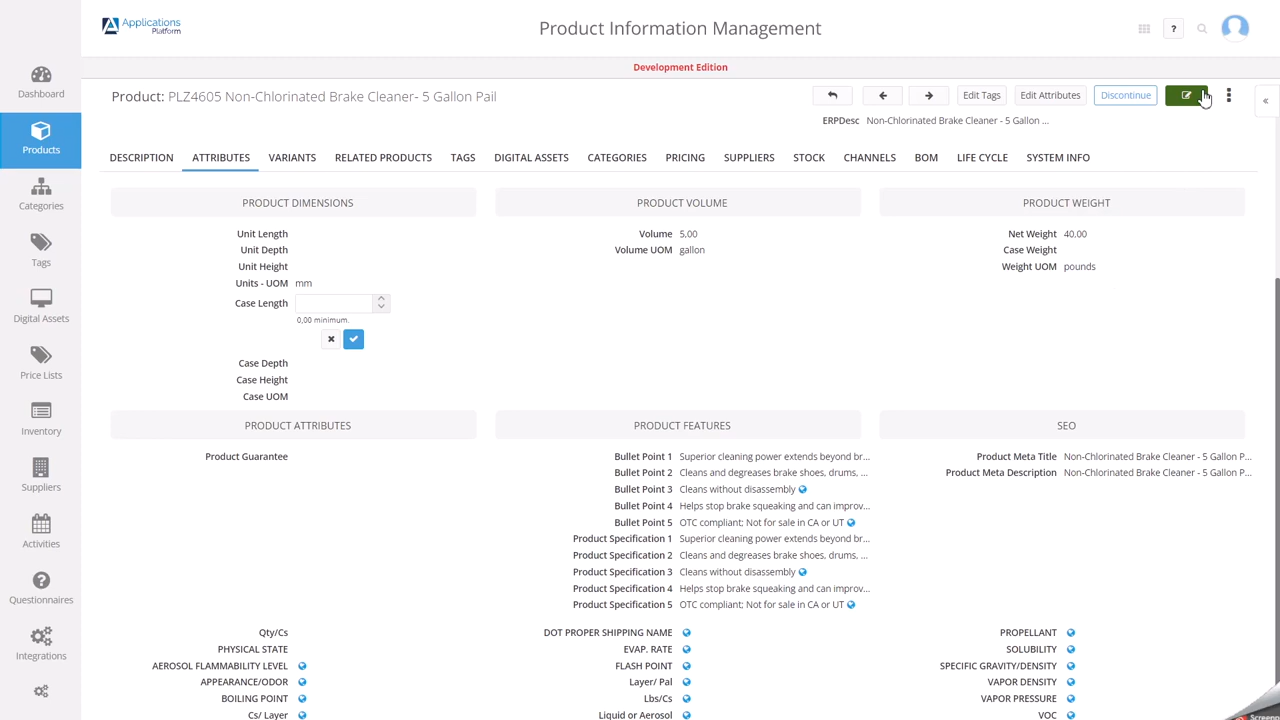 Applications
Platform
Product Information Management
?
Development Edition
Dashboard
Products
Categories
Tags
Digital Assets
Price Lists
Inventory
Suppliers
Activities
Questionnaires
Integrations
Product: PLZ4605 Non-Chlorinated Brake Cleaner- 5 Gallon Pail
Edit Tags
Edit Attributes
Discontinue
«
ERPDesc Non-Chlorinated Brake Cleaner - 5 Gallon ...
DESCRIPTION ATTRIBUTES VARIANTS RELATED PRODUCTS TAGS DIGITAL ASSETS CATEGORIES PRICING SUPPLIERS STOCK CHANNELS BOM LIFE CYCLE SYSTEM INFO
PRODUCT DIMENSIONS
Unit Length
Unit Depth
Unit Height
Units - UOM mm
Case Length
0,00 minimum.
Case Depth
Case Height
Case UOM
PRODUCT VOLUME
Volume 5,00
Volume UOM gallon
PRODUCT WEIGHT
Net Weight 40,00
Case Weight
Weight UOM pounds
PRODUCT ATTRIBUTES
Product Guarantee
PRODUCT FEATURES
Bullet Point 1 Superior cleaning power extends beyond br...
Bullet Point 2 Cleans and degreases brake shoes, drums, ...
Bullet Point 3 Cleans without disassembly
Bullet Point 4 Helps stop brake squeaking and can improv...
Bullet Point 5 OTC compliant; Not for sale in CA or UT
Product Specification 1 Superior cleaning power extends beyond br...
Product Specification 2 Cleans and degreases brake shoes, drums, ...
Product Specification 3 Cleans without disassembly
Product Specification 4 Helps stop brake squeaking and can improv...
Product Specification 5 OTC compliant; Not for sale in CA or UT
SEO
Product Meta Title Non-Chlorinated Brake Cleaner - 5 Gallon P...
Product Meta Description Non-Chlorinated Brake Cleaner - 5 Gallon P...
Qty/Cs
PHYSICAL STATE
AEROSOL FLAMMABILITY LEVEL
APPEARANCE/ODOR
BOILING POINT
Cs/ Layer
DOT PROPER SHIPPING NAME
EVAP. RATE
FLASH POINT
Layer/ Pal
Lbs/Cs
Liquid or Aerosol
PROPELLANT
SOLUBILITY
SPECIFIC GRAVITY/DENSITY
VAPOR DENSITY
VAPOR PRESSURE
VOC